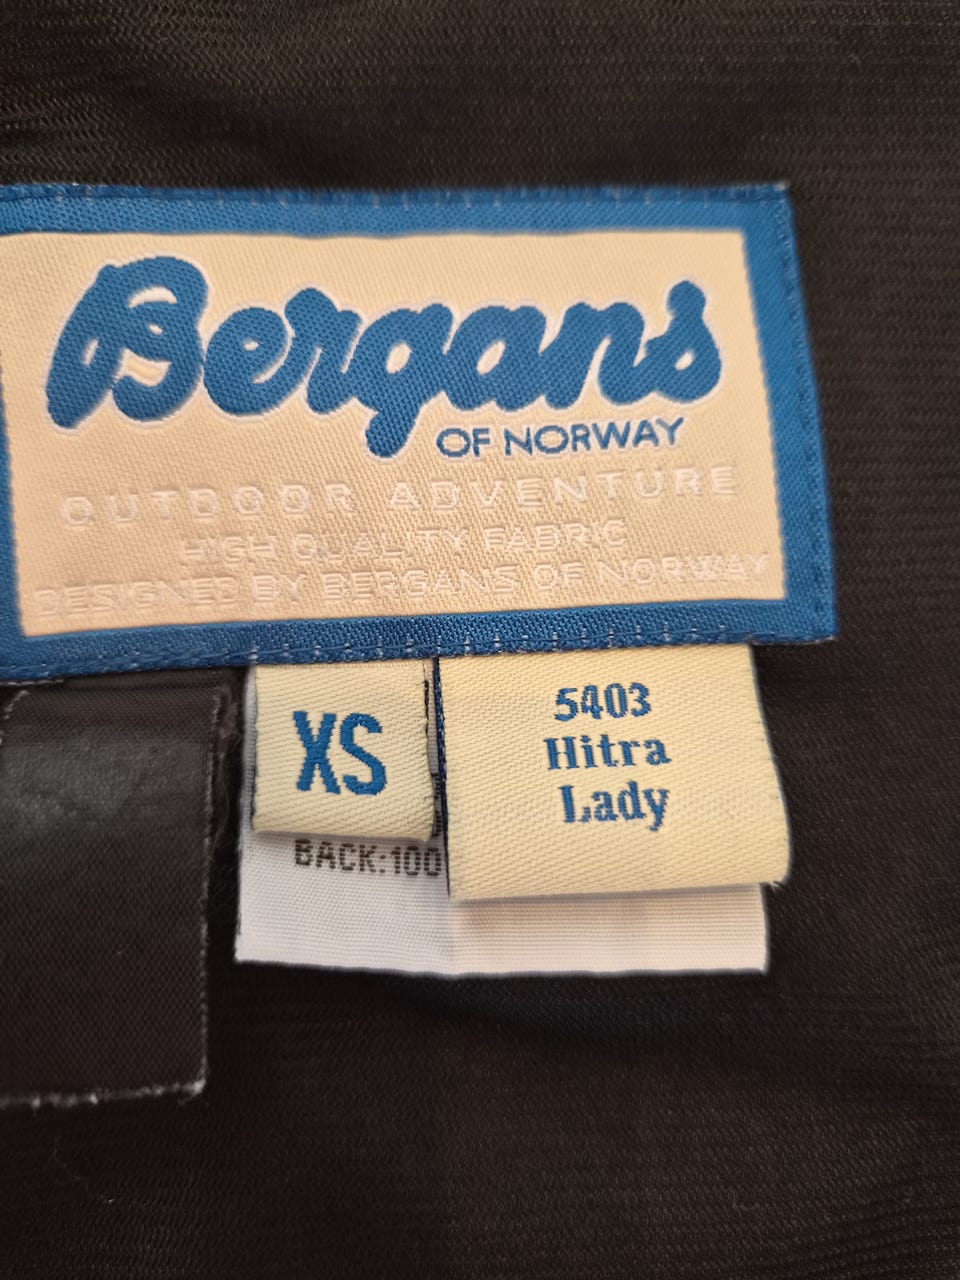 Bergans
OF NORWAY
OUTDOOR ADVENTURE
HIGH QUALITY FABRIC
DESIGNED BY BERGANS OF NORWAY
XS
5403
Hitra
Lady
BACK:100